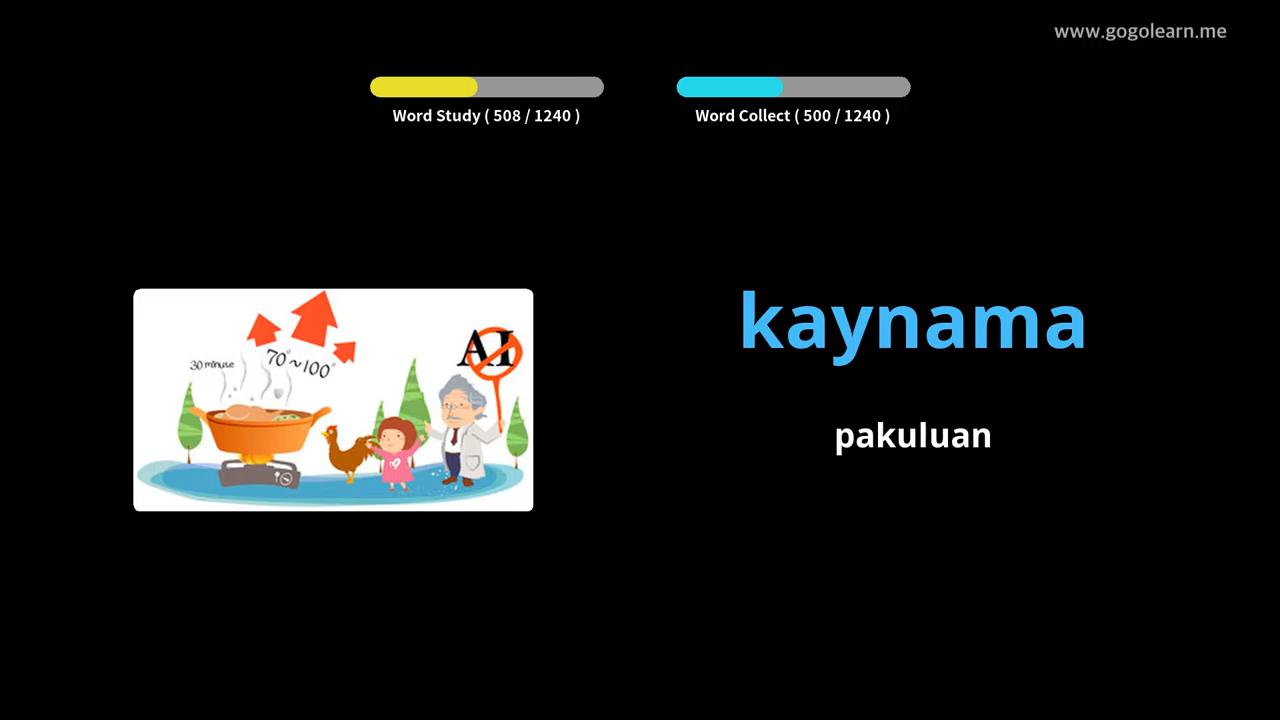 www.gogolearn.me
Word Study ( 508 / 1240 )
Word Collect ( 500 / 1240 )
30 minute
70°~100°
AI
kaynama
pakuluan